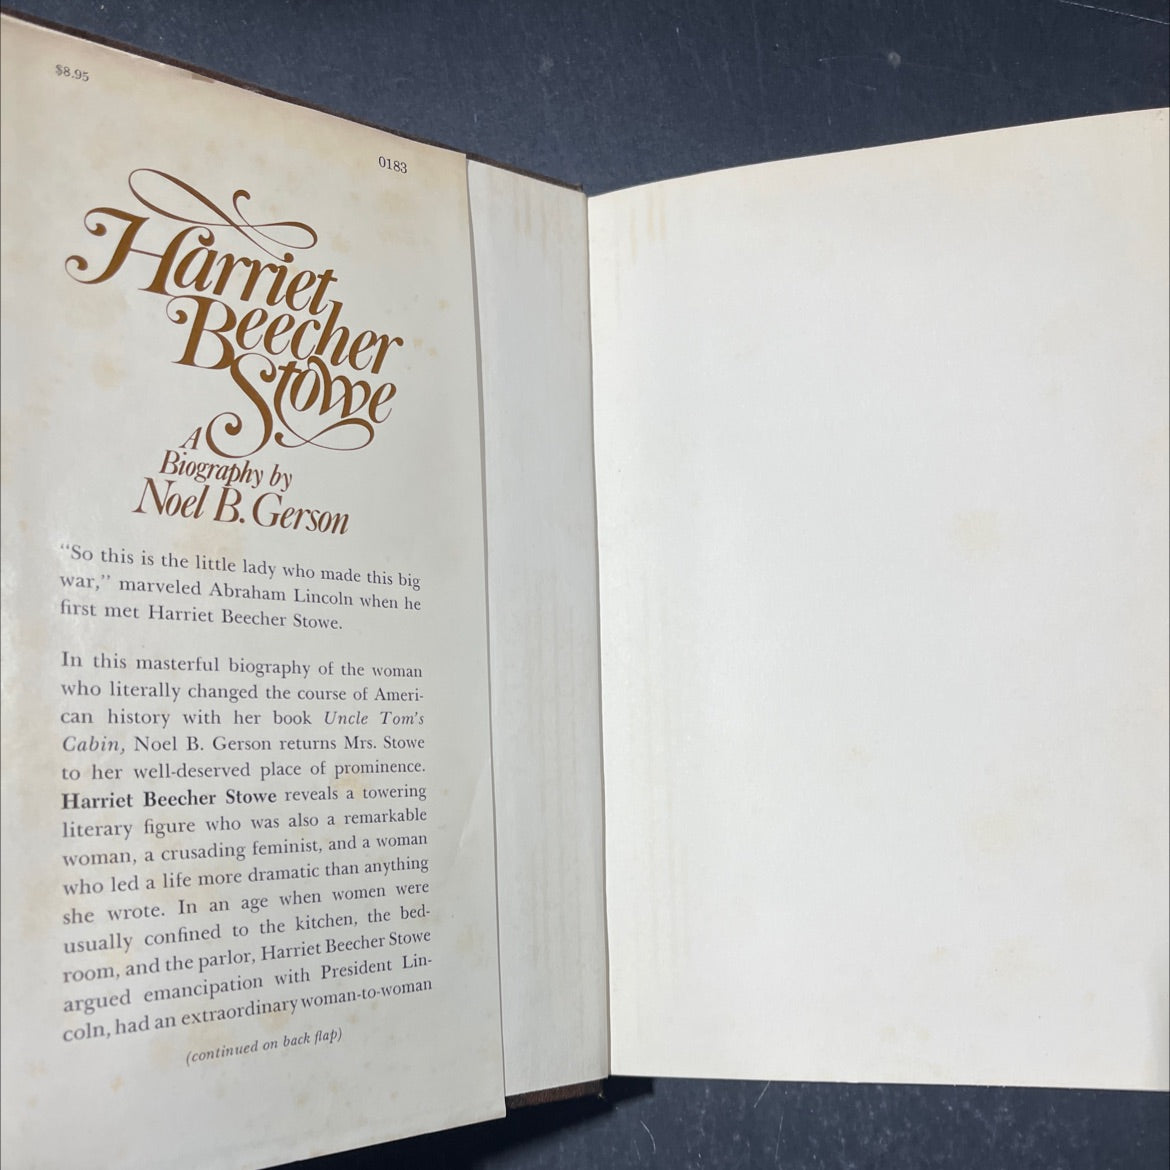 $8.95
0183
Harriet
Beecher
Stowe
A
Biography by
Noel B. Gerson
“So this is the little lady who made this big
war,” marveled Abraham Lincoln when he
first met Harriet Beecher Stowe.
In this masterful biography of the woman
who literally changed the course of Ameri-
can history with her book Uncle Tom’s
Cabin, Noel B. Gerson returns Mrs. Stowe
to her well-deserved place of prominence.
Harriet Beecher Stowe reveals a towering
literary figure who was also a remarkable
woman, a crusading feminist, and a woman
who led a life more dramatic than anything
she wrote. In an age when women were
usually confined to the kitchen, the bed-
room, and the parlor, Harriet Beecher Stowe
argued emancipation with President Lin-
coln, had an extraordinary woman-to-woman
(continued on back flap)